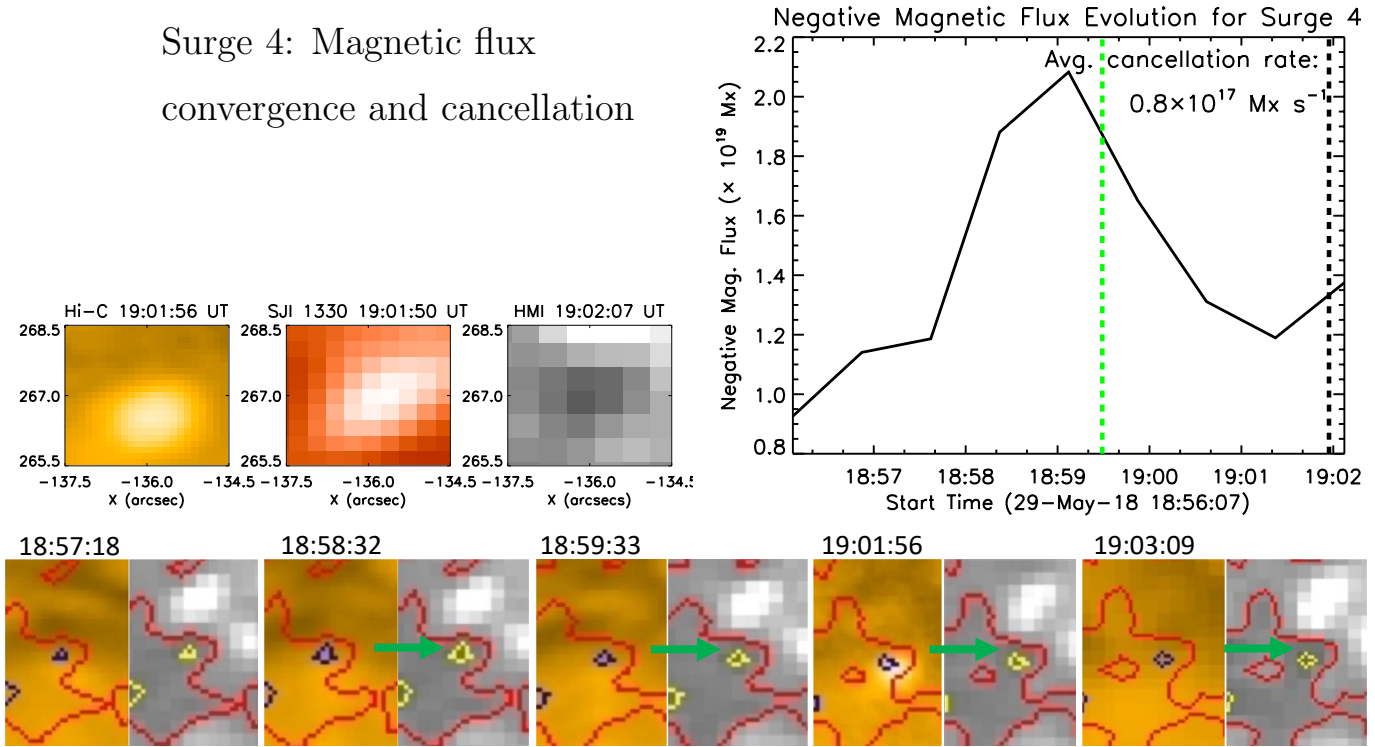 Surge 4: Magnetic flux
convergence and cancellation
Negative Magnetic Flux Evolution for Surge 4
Avg. cancellation rate:
0.8×10¹⁷ Mx s⁻¹
Negative Mag. Flux (× 10¹⁹ Mx)
2.2
2.0
1.8
1.6
1.4
1.2
1.0
0.8
18:57 18:58 18:59 19:00 19:01 19:02
Start Time (29-May-18 18:56:07)
Hi-C 19:01:56 UT
268.5
267.0
265.5
-137.5 -136.0 -134.5
X (arcsec)
SJI 1330 19:01:50 UT
268.5
267.0
265.5
-137.5 -136.0 -134.5
X (arcsec)
HMI 19:02:07 UT
268.5
267.0
265.5
-137.5 -136.0 -134.5
X (arcsecs)
18:57:18 18:58:32 18:59:33 19:01:56 19:03:09